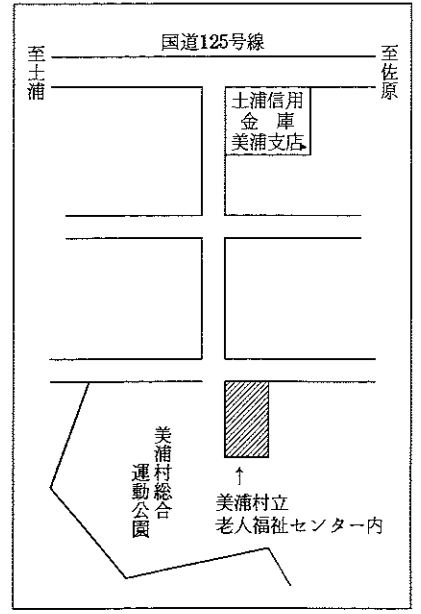 国道125号線
至土浦
至佐原
土浦信用
金庫
美浦支店
美浦村総合
運動公園
↑
美浦村立
老人福祉センター内